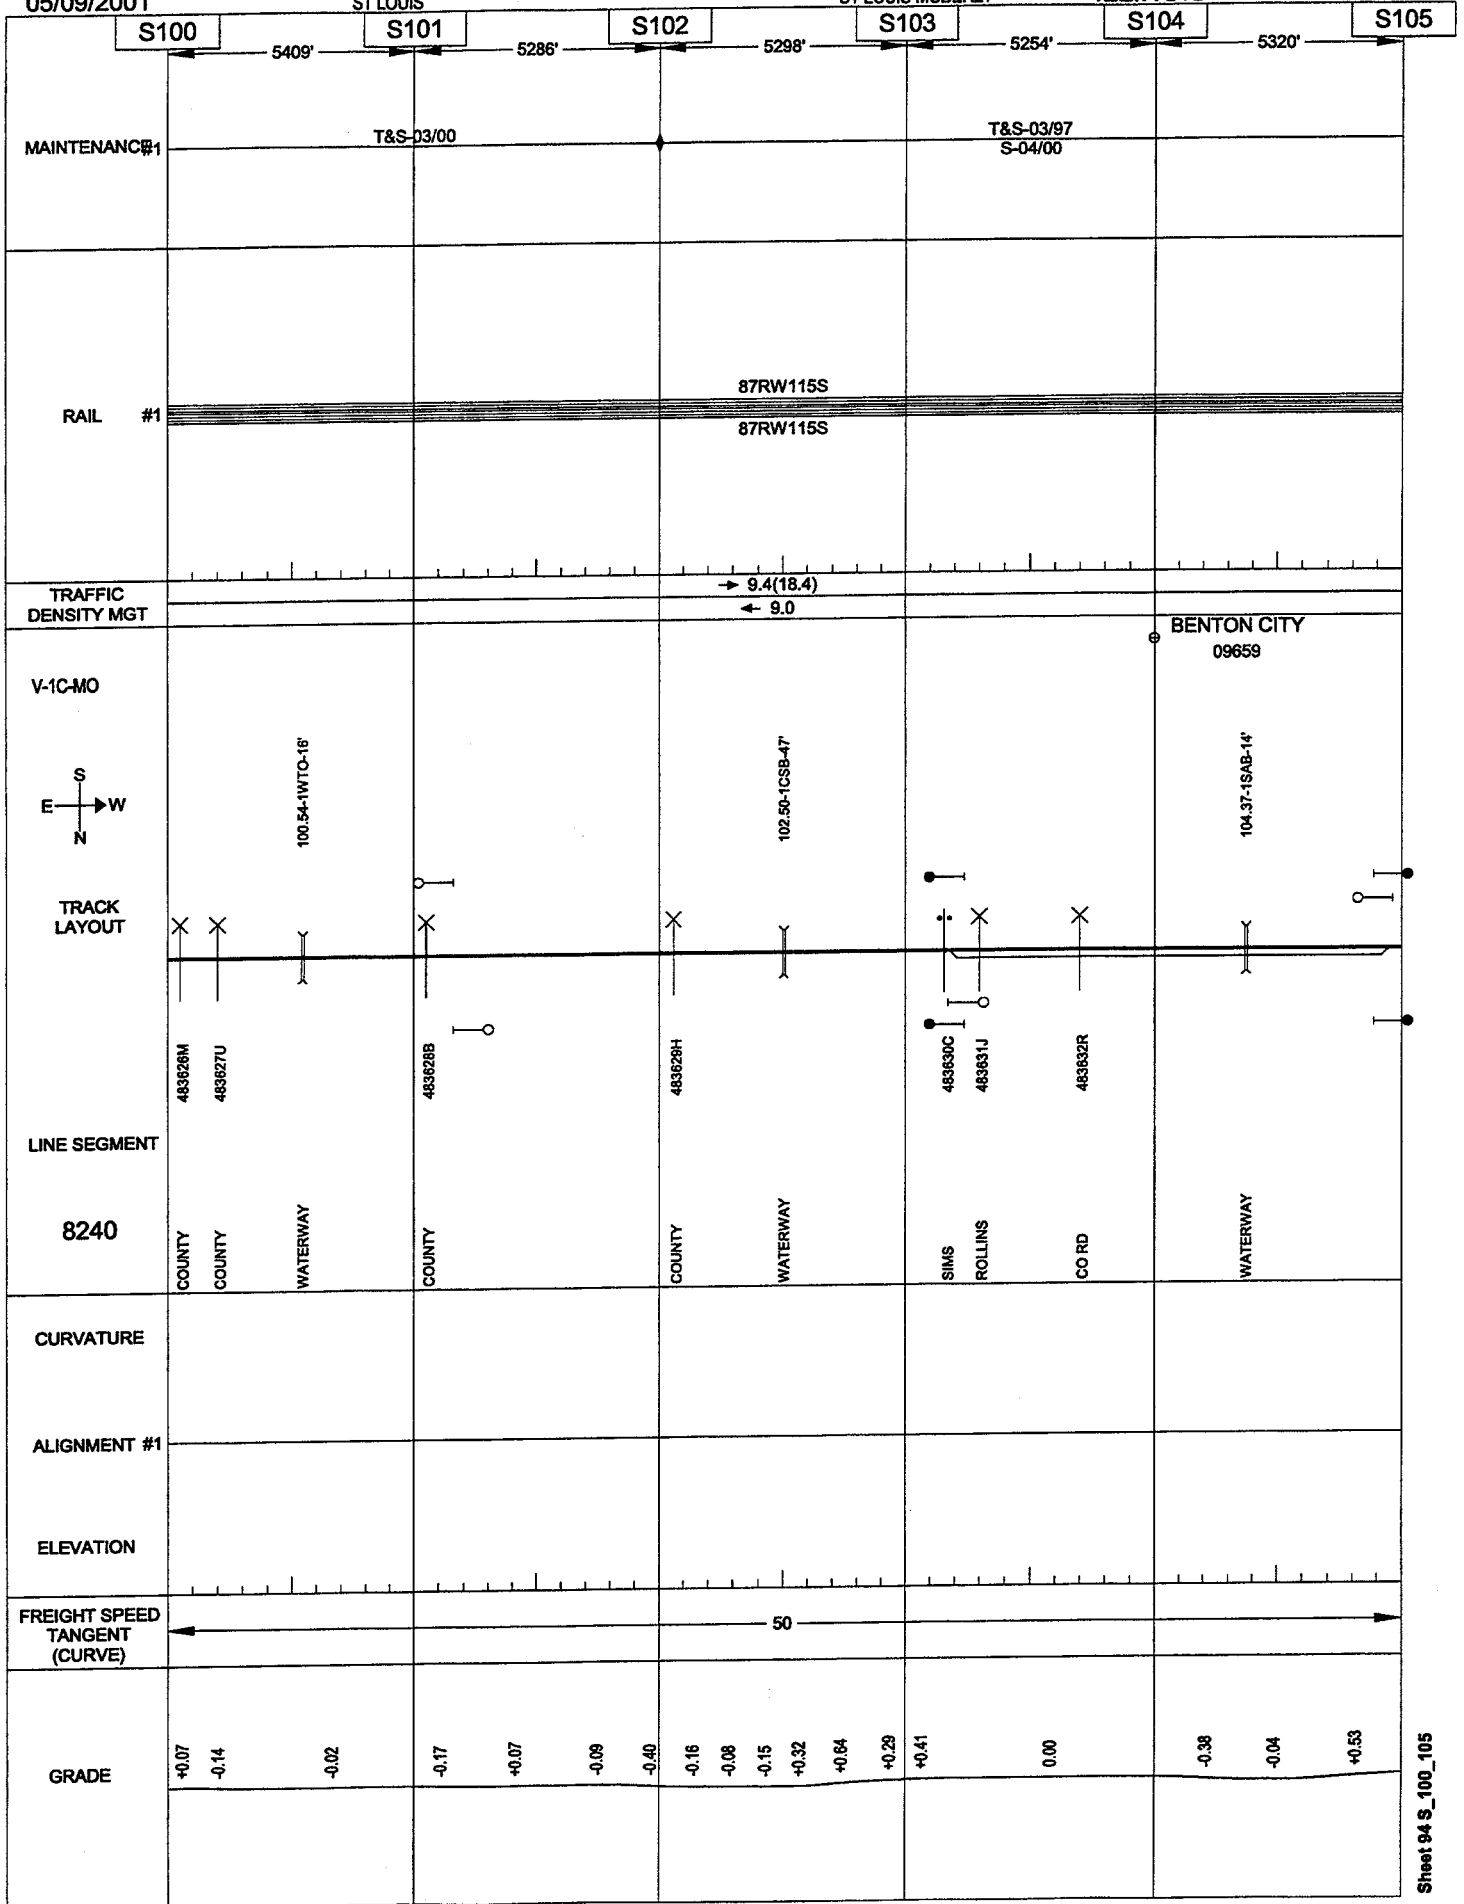 05/09/2001 ST LOUIS
S100 S101 S102 S103 S104 S105
5409' 5286' 5298' 5254' 5320'
MAINTENANCE #1
T&S-03/00
T&S-03/97
S-04/00
RAIL #1
87RW115S
87RW115S
TRAFFIC
DENSITY MGT
9.4(18.4)
9.0
BENTON CITY
09659
V-1C-MO
S
E W
N
100.54-1WTO-16'
102.50-1CSB-47'
104.37-1SAB-14'
TRACK
LAYOUT
483626M
483627U
483628B
483629H
483630C
483631J
483632R
LINE SEGMENT
8240
COUNTY
COUNTY
WATERWAY
COUNTY
COUNTY
WATERWAY
SIMS
ROLLINS
CO RD
WATERWAY
CURVATURE
ALIGNMENT #1
ELEVATION
FREIGHT SPEED
TANGENT
(CURVE)
50
GRADE
+0.07
-0.14
-0.02
-0.17
+0.07
-0.09
-0.40
-0.16
-0.08
-0.15
+0.32
+0.64
+0.29
+0.41
0.00
-0.38
-0.04
+0.53
Sheet 94 S_100_105